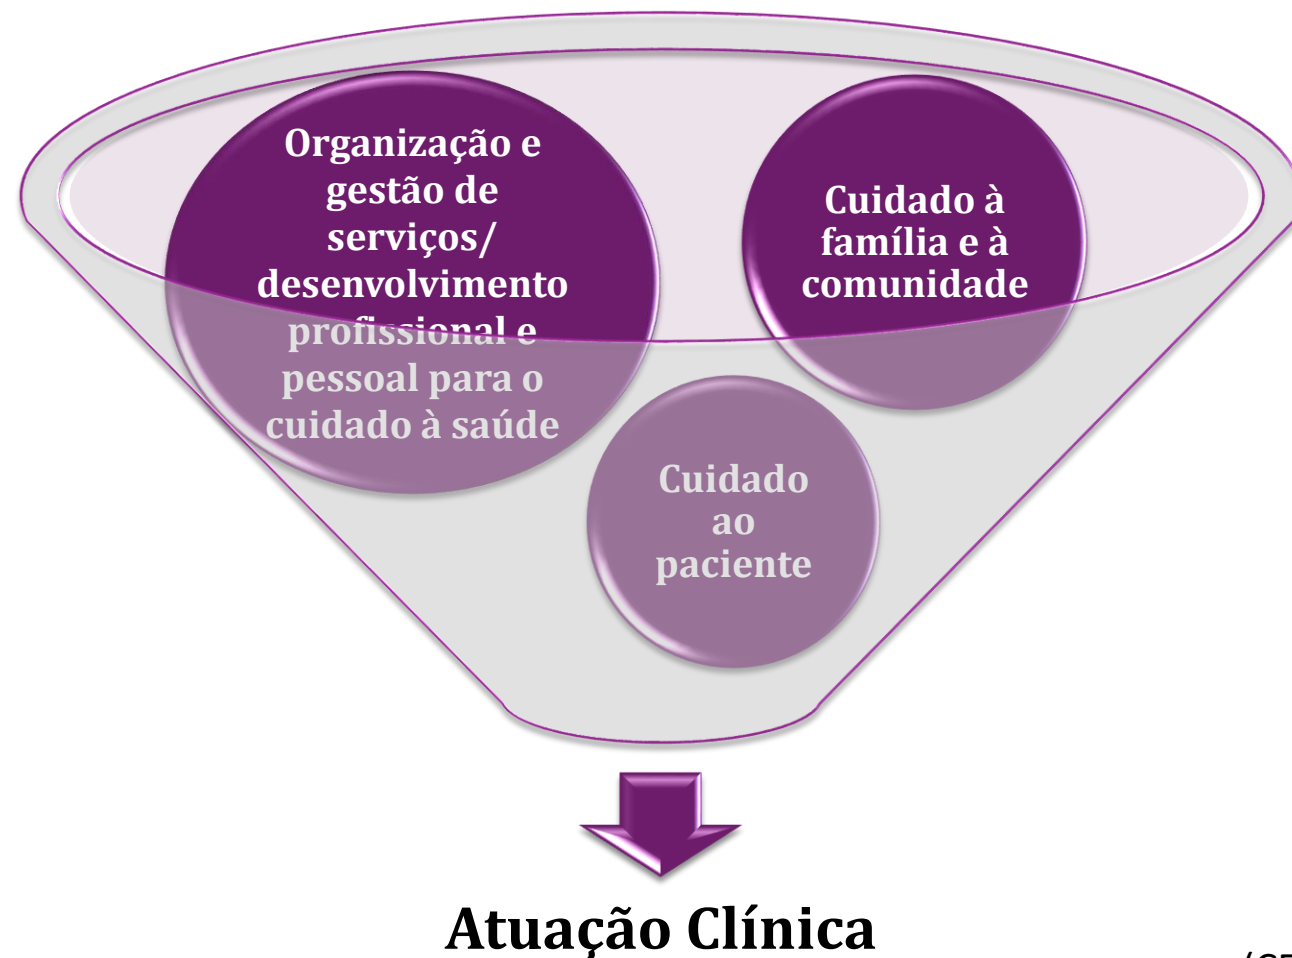 Organização e
gestão de
serviços/
desenvolvimento
profissional e
pessoal para o
cuidado à saúde
Cuidado à
família e à
comunidade
Cuidado
ao
paciente
Atuação Clínica